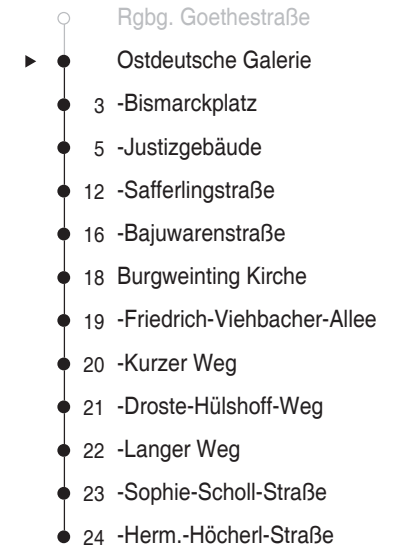 Rgbg. Goethestraße
Ostdeutsche Galerie
3 -Bismarckplatz
5 -Justizgebäude
12 -Safferlingstraße
16 -Bajuwarenstraße
18 Burgweinting Kirche
19 -Friedrich-Viehbacher-Allee
20 -Kurzer Weg
21 -Droste-Hülshoff-Weg
22 -Langer Weg
23 -Sophie-Scholl-Straße
24 -Herm.-Höcherl-Straße